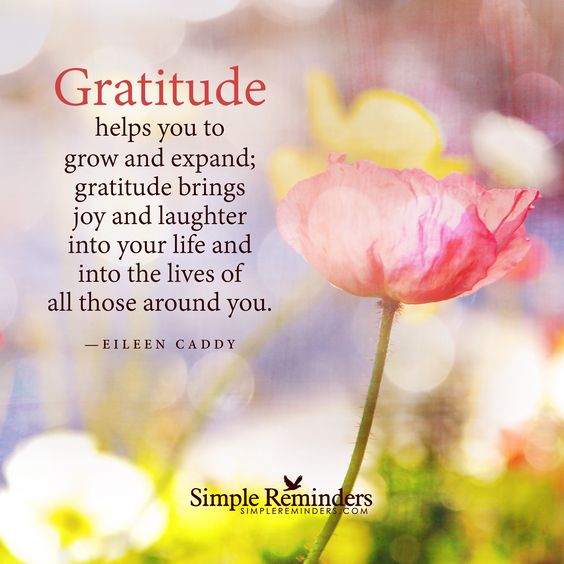 Gratitude
helps you to
grow and expand;
gratitude brings
joy and laughter
into your life and
into the lives of
all those around you.
—EILEEN CADDY
Simple Reminders
SIMPLEREMINDERS.COM